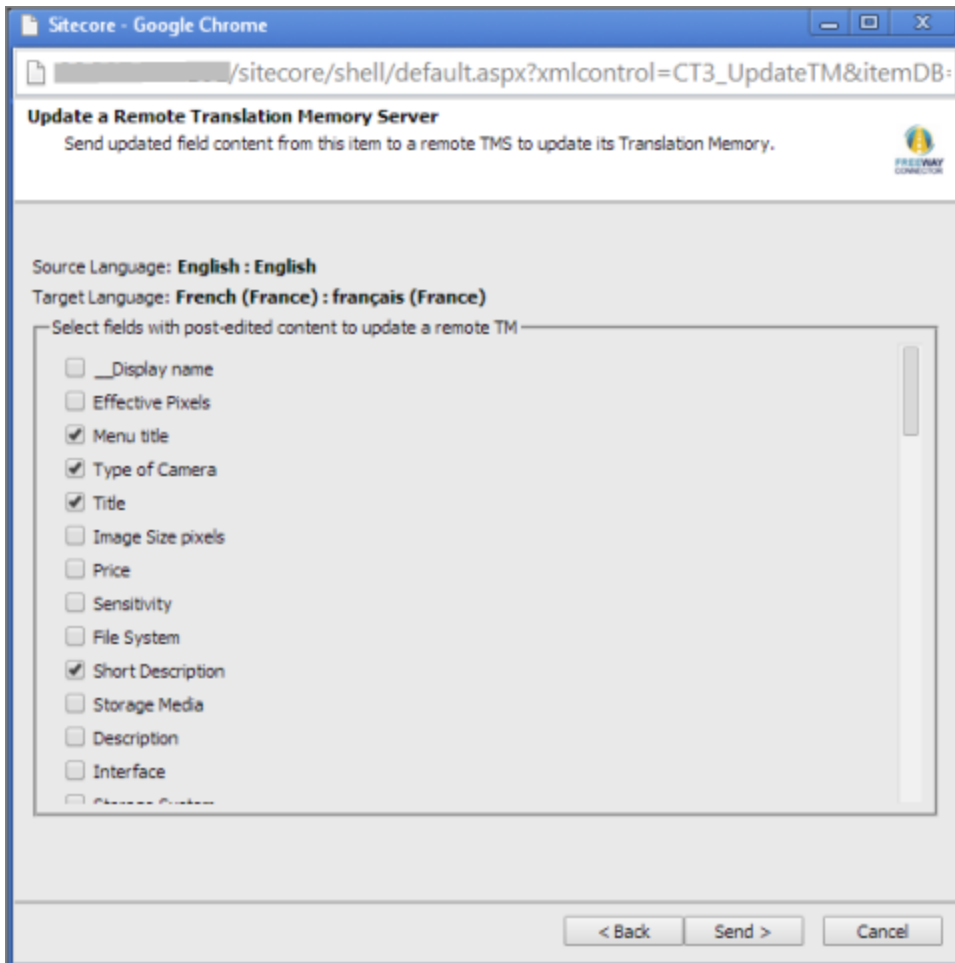 Sitecore - Google Chrome
/sitecore/shell/default.aspx?xmlcontrol=CT3_UpdateTM&itemDB=
Update a Remote Translation Memory Server
Send updated field content from this item to a remote TMS to update its Translation Memory.
FREEWAY
CONNECTOR
Source Language: English : English
Target Language: French (France) : français (France)
Select fields with post-edited content to update a remote TM
__Display name
Effective Pixels
Menu title
Type of Camera
Title
Image Size pixels
Price
Sensitivity
File System
Short Description
Storage Media
Description
Interface
Storage System
< Back Send > Cancel